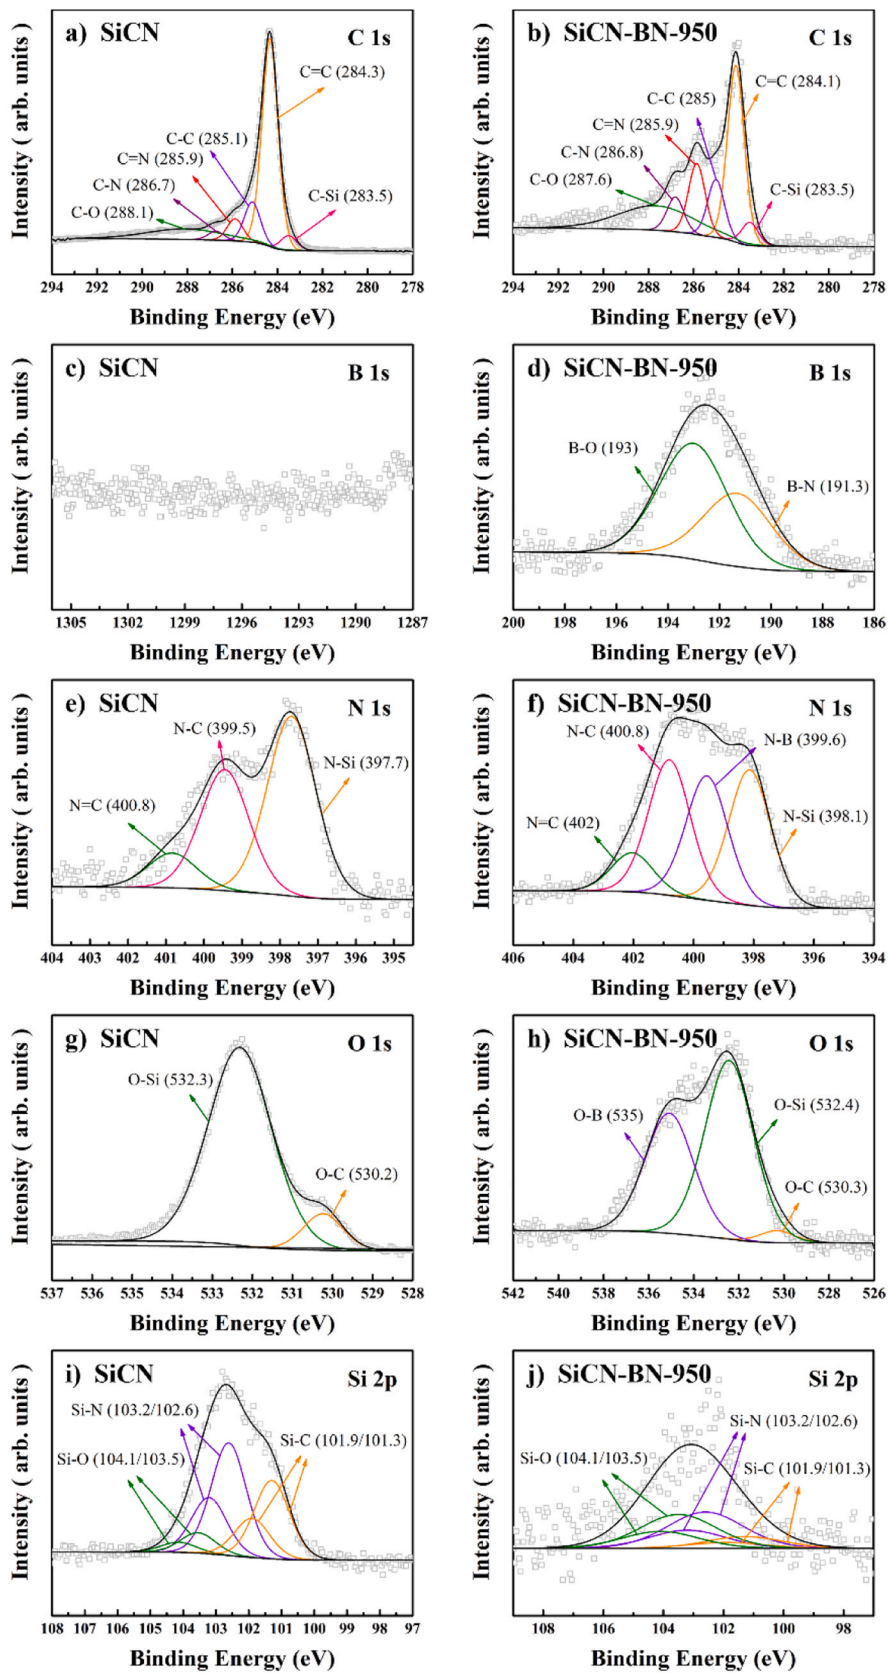 a) SiCN
C 1s
C=C (284.3)
C-C (285.1)
C=N (285.9)
C-N (286.7)
C-O (288.1)
C-Si (283.5)
Intensity ( arb. units )
294 292 290 288 286 284 282 280 278
Binding Energy (eV)
b) SiCN-BN-950
C 1s
C=C (284.1)
C-C (285)
C=N (285.9)
C-N (286.8)
C-O (287.6)
C-Si (283.5)
Intensity ( arb. units )
294 292 290 288 286 284 282 280 278
Binding Energy (eV)
c) SiCN
B 1s
Intensity ( arb. units )
1305 1302 1299 1296 1293 1290 1287
Binding Energy (eV)
d) SiCN-BN-950
B 1s
B-O (193)
B-N (191.3)
Intensity ( arb. units )
200 198 196 194 192 190 188 186
Binding Energy (eV)
e) SiCN
N 1s
N-C (399.5)
N-Si (397.7)
N=C (400.8)
Intensity ( arb. units )
404 403 402 401 400 399 398 397 396 395
Binding Energy (eV)
f) SiCN-BN-950
N 1s
N-C (400.8)
N-B (399.6)
N=C (402)
N-Si (398.1)
Intensity ( arb. units )
406 404 402 400 398 396 394
Binding Energy (eV)
g) SiCN
O 1s
O-Si (532.3)
O-C (530.2)
Intensity ( arb. units )
537 536 535 534 533 532 531 530 529 528
Binding Energy (eV)
h) SiCN-BN-950
O 1s
O-Si (532.4)
O-B (535)
O-C (530.3)
Intensity ( arb. units )
542 540 538 536 534 532 530 528 526
Binding Energy (eV)
i) SiCN
Si 2p
Si-N (103.2/102.6)
Si-C (101.9/101.3)
Si-O (104.1/103.5)
Intensity ( arb. units )
108 107 106 105 104 103 102 101 100 99 98 97
Binding Energy (eV)
j) SiCN-BN-950
Si 2p
Si-N (103.2/102.6)
Si-O (104.1/103.5)
Si-C (101.9/101.3)
Intensity ( arb. units )
108 106 104 102 100 98
Binding Energy (eV)